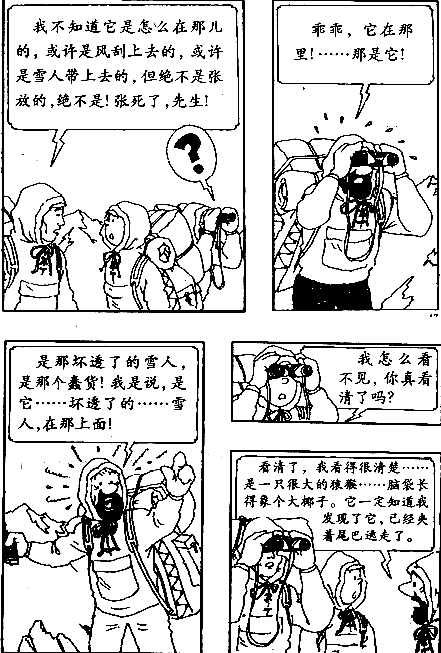 我不知道它是怎么在那儿
的，或许是风刮上去的，或许
是雪人带上去的，但绝不是张
放的，绝不是！张死了，先生！
?
乖乖，它在那
里！……那是它！
是那坏透了的雪人，
是那个蠢货！我是说，是
它……坏透了的……雪
人，在那上面！
我怎么看
不见，你真看
清了吗？
看清了，我看得很清楚……
是一只很大的猿猴……脑袋长
得象个大椰子。它一定知道我
发现了它，已经夹
着尾巴逃走了。